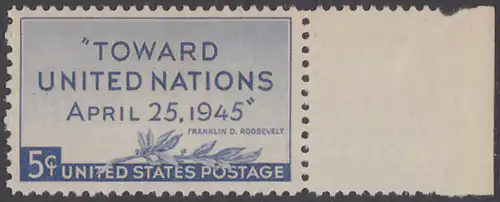 "TOWARD
UNITED NATIONS
APRIL 25, 1945"
FRANKLIN D. ROOSEVELT
5¢ UNITED STATES POSTAGE